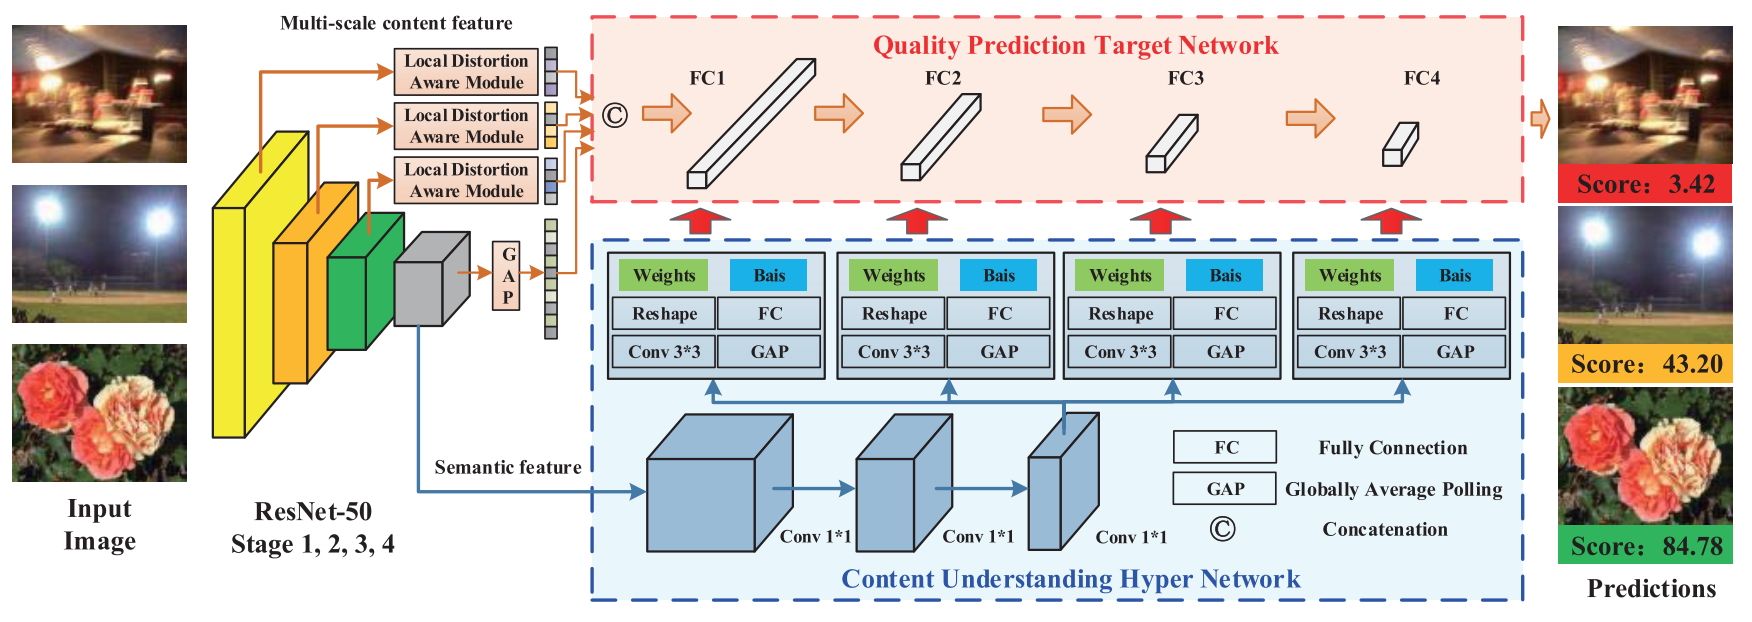 Multi-scale content feature
Local Distortion
Aware Module
Local Distortion
Aware Module
Local Distortion
Aware Module
G
A
P
Semantic feature
Input
Image
ResNet-50
Stage 1, 2, 3, 4
Quality Prediction Target Network
©
FC1
FC2
FC3
FC4
Weights
Bais
Reshape
FC
Conv 3*3
GAP
Weights
Bais
Reshape
FC
Conv 3*3
GAP
Weights
Bais
Reshape
FC
Conv 3*3
GAP
Weights
Bais
Reshape
FC
Conv 3*3
GAP
Conv 1*1
Conv 1*1
Conv 1*1
FC Fully Connection
GAP Globally Average Polling
© Concatenation
Content Understanding Hyper Network
Score: 3.42
Score: 43.20
Score: 84.78
Predictions